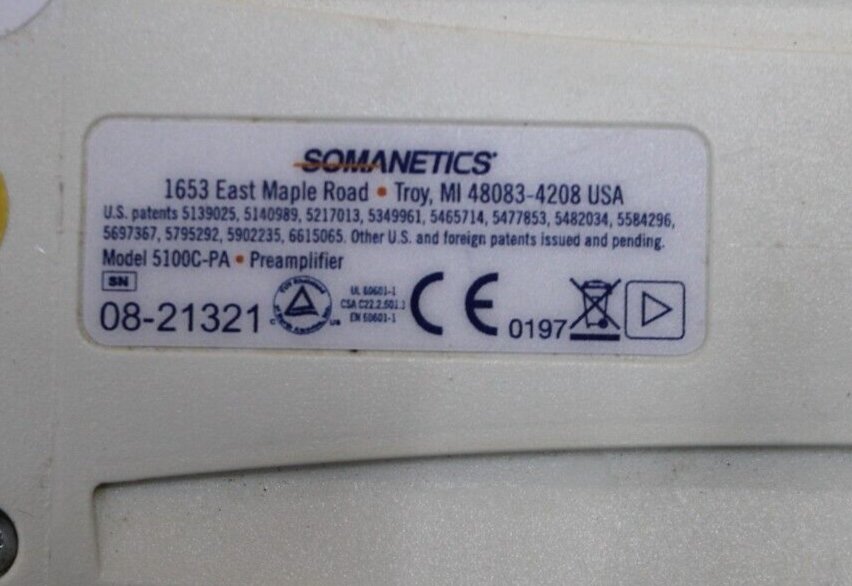 SOMANETICS
1653 East Maple Road • Troy, MI 48083-4208 USA
U.S. patents 5139025, 5140989, 5217013, 5349961, 5465714, 5477853, 5482034, 5584296,
5697367, 5795292, 5902235, 6615065. Other U.S. and foreign patents issued and pending.
Model 5100C-PA • Preamplifier
SN
08-21321
C US
UL 60601-1
CSA C22.2.601.1
EN 60601-1
CE
0197